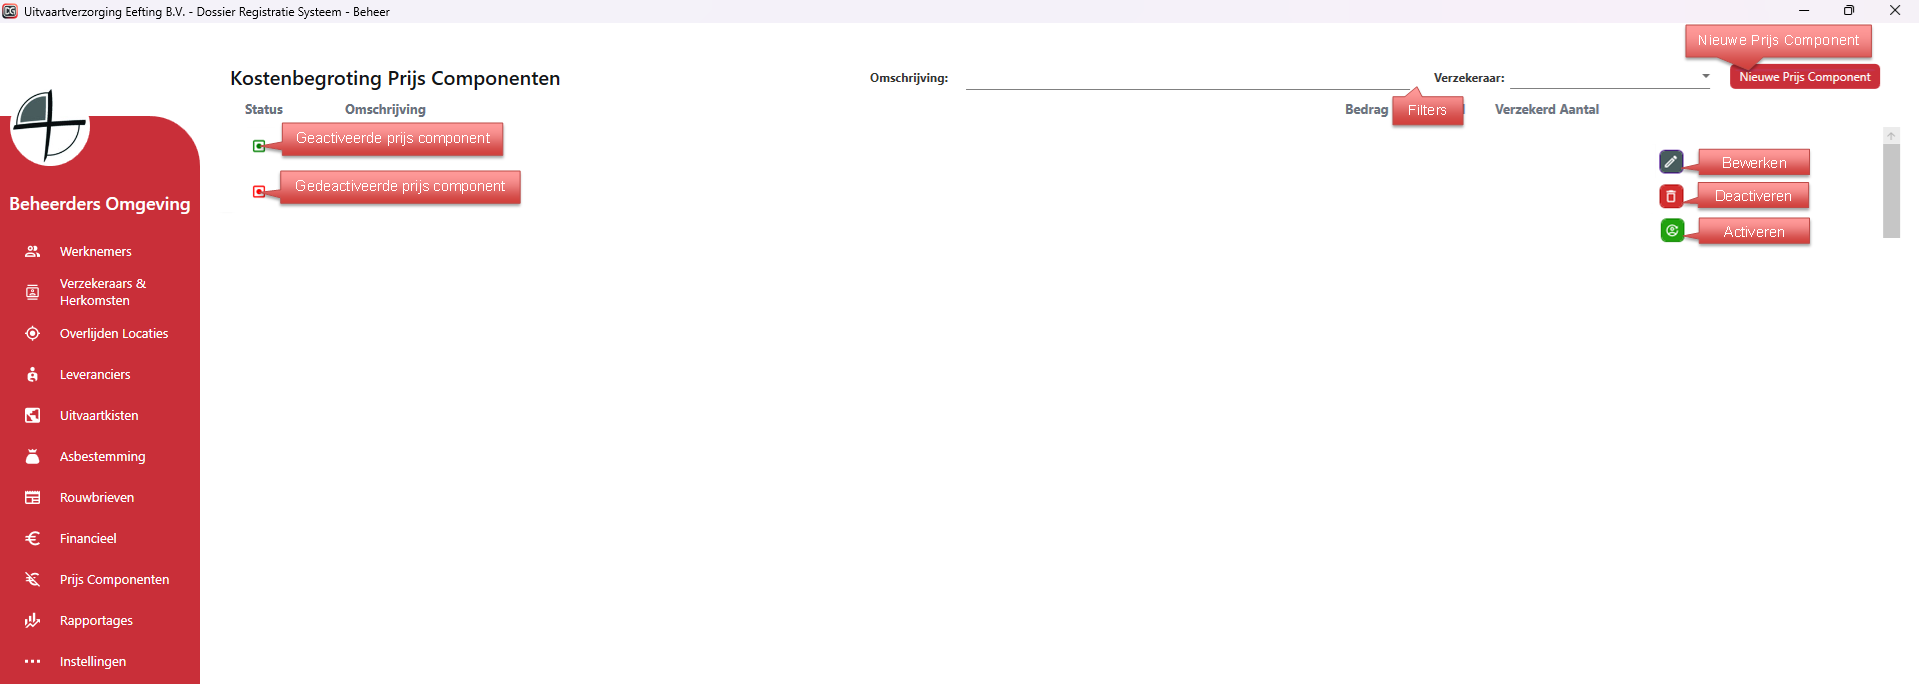 Uitvaartverzorging Eefting B.V. - Dossier Registratie Systeem - Beheer
Nieuwe Prijs Component
Kostenbegroting Prijs Componenten
Omschrijving:
Verzekeraar:
Nieuwe Prijs Component
Status
Omschrijving
Bedrag
Filters
Verzekerd Aantal
Geactiveerde prijs component
Gedeactiveerde prijs component
Bewerken
Deactiveren
Activeren
Beheerders Omgeving
Werknemers
Verzekeraars &
Herkomsten
Overlijden Locaties
Leveranciers
Uitvaartkisten
Asbestemming
Rouwbrieven
Financieel
Prijs Componenten
Rapportages
Instellingen